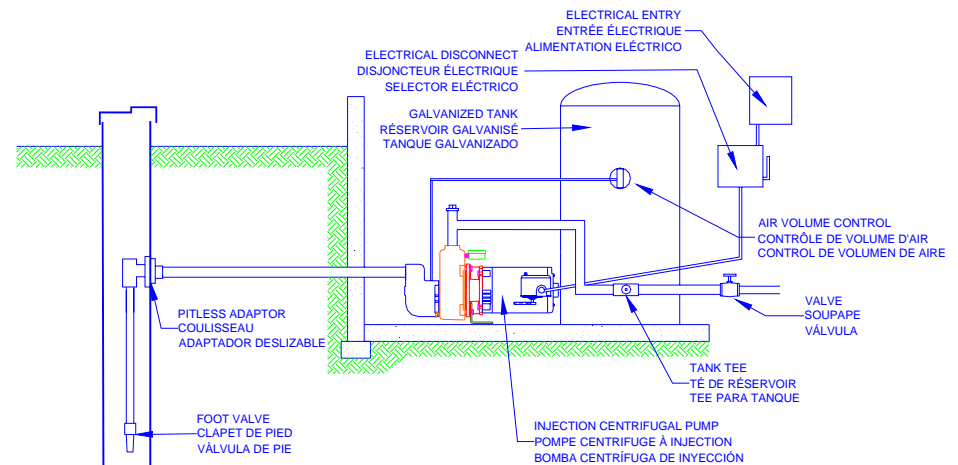 ELECTRICAL ENTRY
ENTRÉE ÉLECTRIQUE
ALIMENTATION ELÉCTRICO
ELECTRICAL DISCONNECT
DISJONCTEUR ÉLECTRIQUE
SELECTOR ELÉCTRICO
GALVANIZED TANK
RÉSERVOIR GALVANISÉ
TANQUE GALVANIZADO
AIR VOLUME CONTROL
CONTRÔLE DE VOLUME D'AIR
CONTROL DE VOLUMEN DE AIRE
PITLESS ADAPTOR
COULISSEAU
ADAPTADOR DESLIZABLE
VALVE
SOUPAPE
VÁLVULA
TANK TEE
TÉ DE RÉSERVOIR
TEE PARA TANQUE
FOOT VALVE
CLAPET DE PIED
VÀLVULA DE PIE
INJECTION CENTRIFUGAL PUMP
POMPE CENTRIFUGE À INJECTION
BOMBA CENTRÍFUGA DE INYECCIÓN